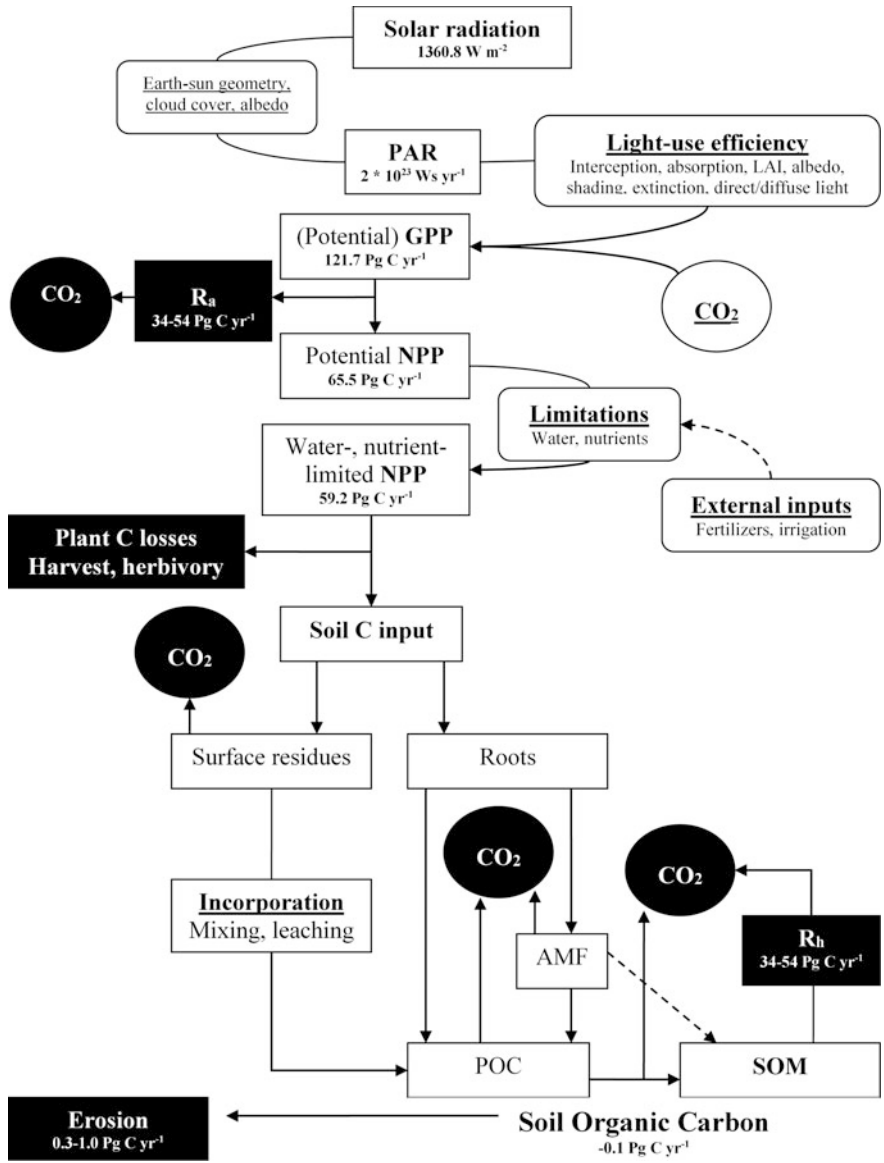 Solar radiation
1360.8 W m⁻²
Earth-sun geometry,
cloud cover, albedo
PAR
2 * 10²³ Ws yr⁻¹
Light-use efficiency
Interception, absorption, LAI, albedo,
shading, extinction, direct/diffuse light
(Potential) GPP
121.7 Pg C yr⁻¹
CO₂
Rₐ
34-54 Pg C yr⁻¹
CO₂
Potential NPP
65.5 Pg C yr⁻¹
Limitations
Water, nutrients
Water-, nutrient-
limited NPP
59.2 Pg C yr⁻¹
External inputs
Fertilizers, irrigation
Plant C losses
Harvest, herbivory
Soil C input
CO₂
Surface residues
Roots
CO₂
CO₂
Incorporation
Mixing, leaching
AMF
Rₕ
34-54 Pg C yr⁻¹
POC
SOM
Erosion
0.3-1.0 Pg C yr⁻¹
Soil Organic Carbon
-0.1 Pg C yr⁻¹